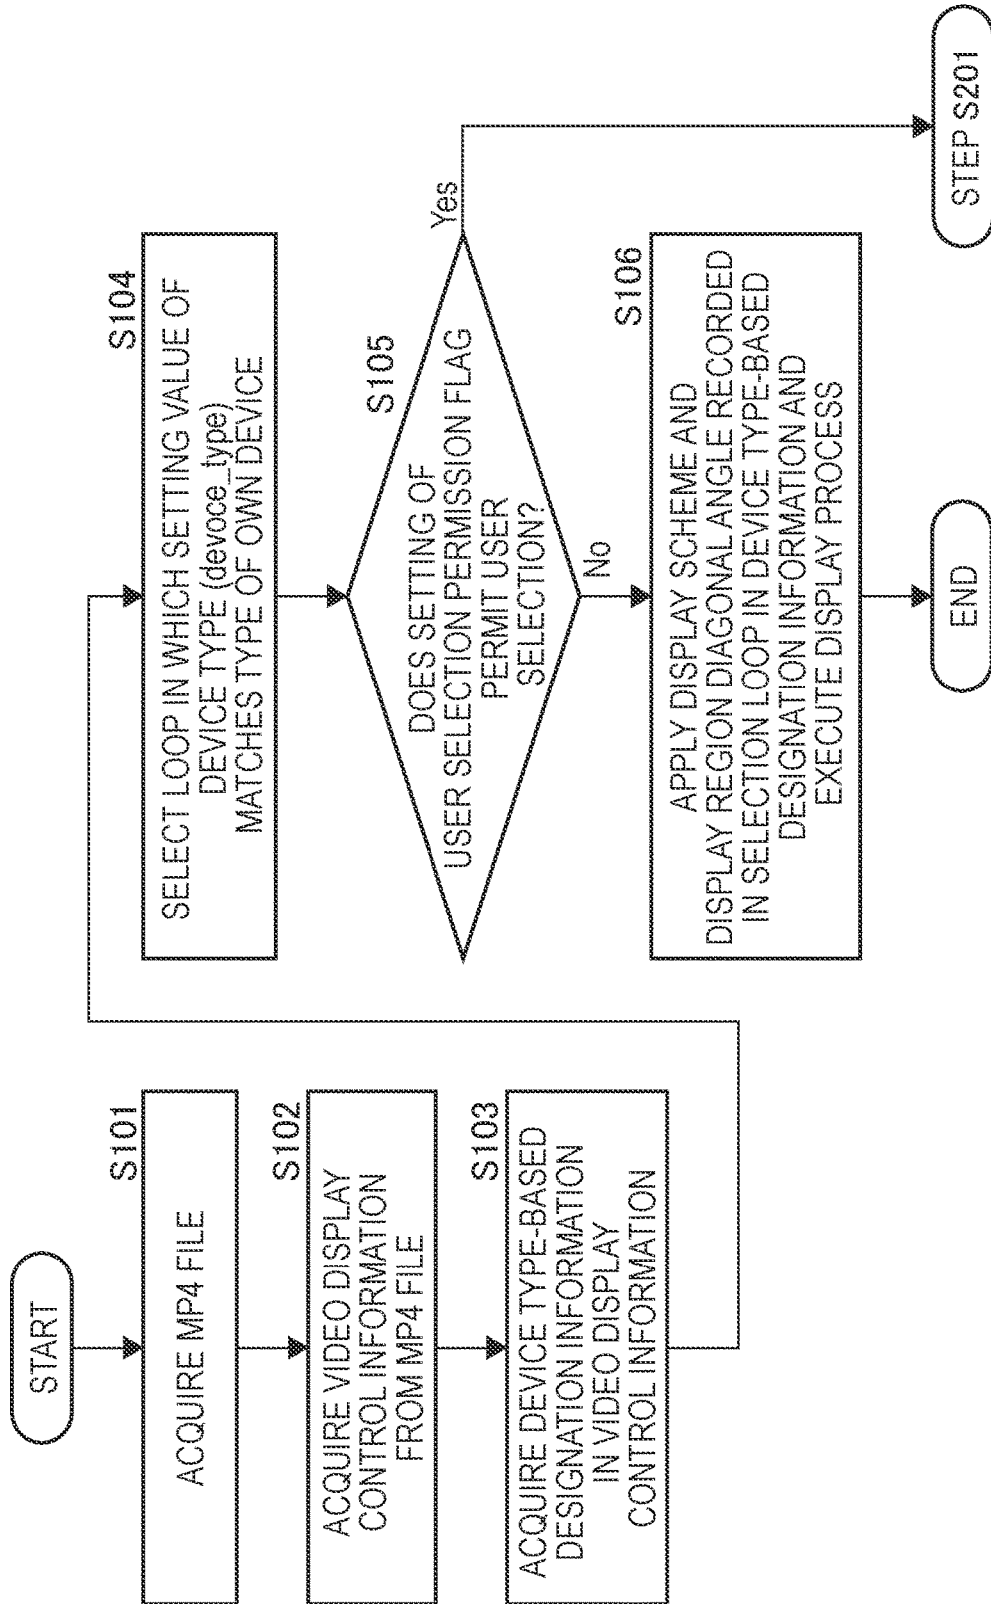 START
S101
ACQUIRE MP4 FILE
S102
ACQUIRE VIDEO DISPLAY
CONTROL INFORMATION
FROM MP4 FILE
S103
ACQUIRE DEVICE TYPE-BASED
DESIGNATION INFORMATION
IN VIDEO DISPLAY
CONTROL INFORMATION
S104
SELECT LOOP IN WHICH SETTING VALUE OF
DEVICE TYPE (devoce_type)
MATCHES TYPE OF OWN DEVICE
S105
DOES SETTING OF
USER SELECTION PERMISSION FLAG
PERMIT USER
SELECTION?
Yes
No
S106
APPLY DISPLAY SCHEME AND
DISPLAY REGION DIAGONAL ANGLE RECORDED
IN SELECTION LOOP IN DEVICE TYPE-BASED
DESIGNATION INFORMATION AND
EXECUTE DISPLAY PROCESS
END
STEP S201